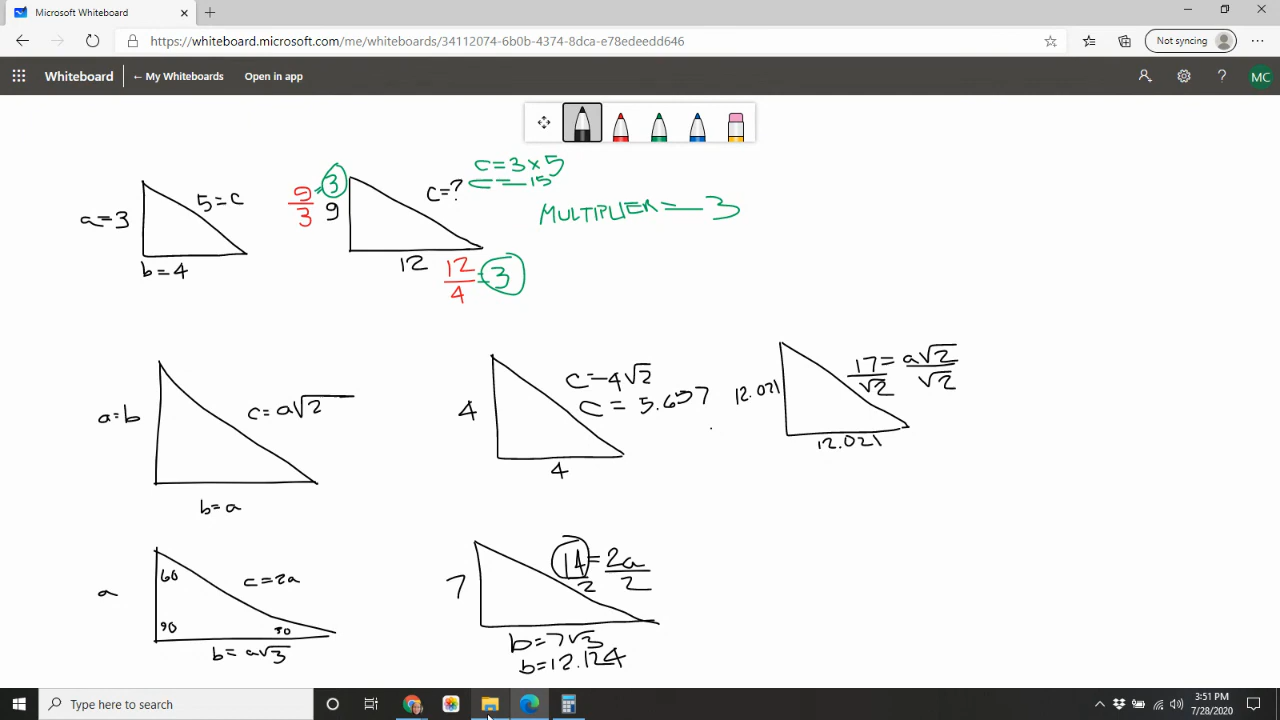 Microsoft Whiteboard
https://whiteboard.microsoft.com/me/whiteboards/34112074-6b0b-4374-8dca-e78edeedd646
Not syncing
Whiteboard
← My Whiteboards
Open in app
MC
a=3
5=c
b=4
9/3 = 3
9
c=?
c=3×5
c=15
MULTIPLIER = 3
12
12/4 = 3
a=b
c=a√2
b=a
4
c=4√2
c=5.657
4
12.021
17/√2 = a√2/√2
12.021
a
60
90
30
c=2a
b=a√3
7
14/2 = 2a/2
b=7√3
b=12.124
Type here to search
3:51 PM
7/28/2020